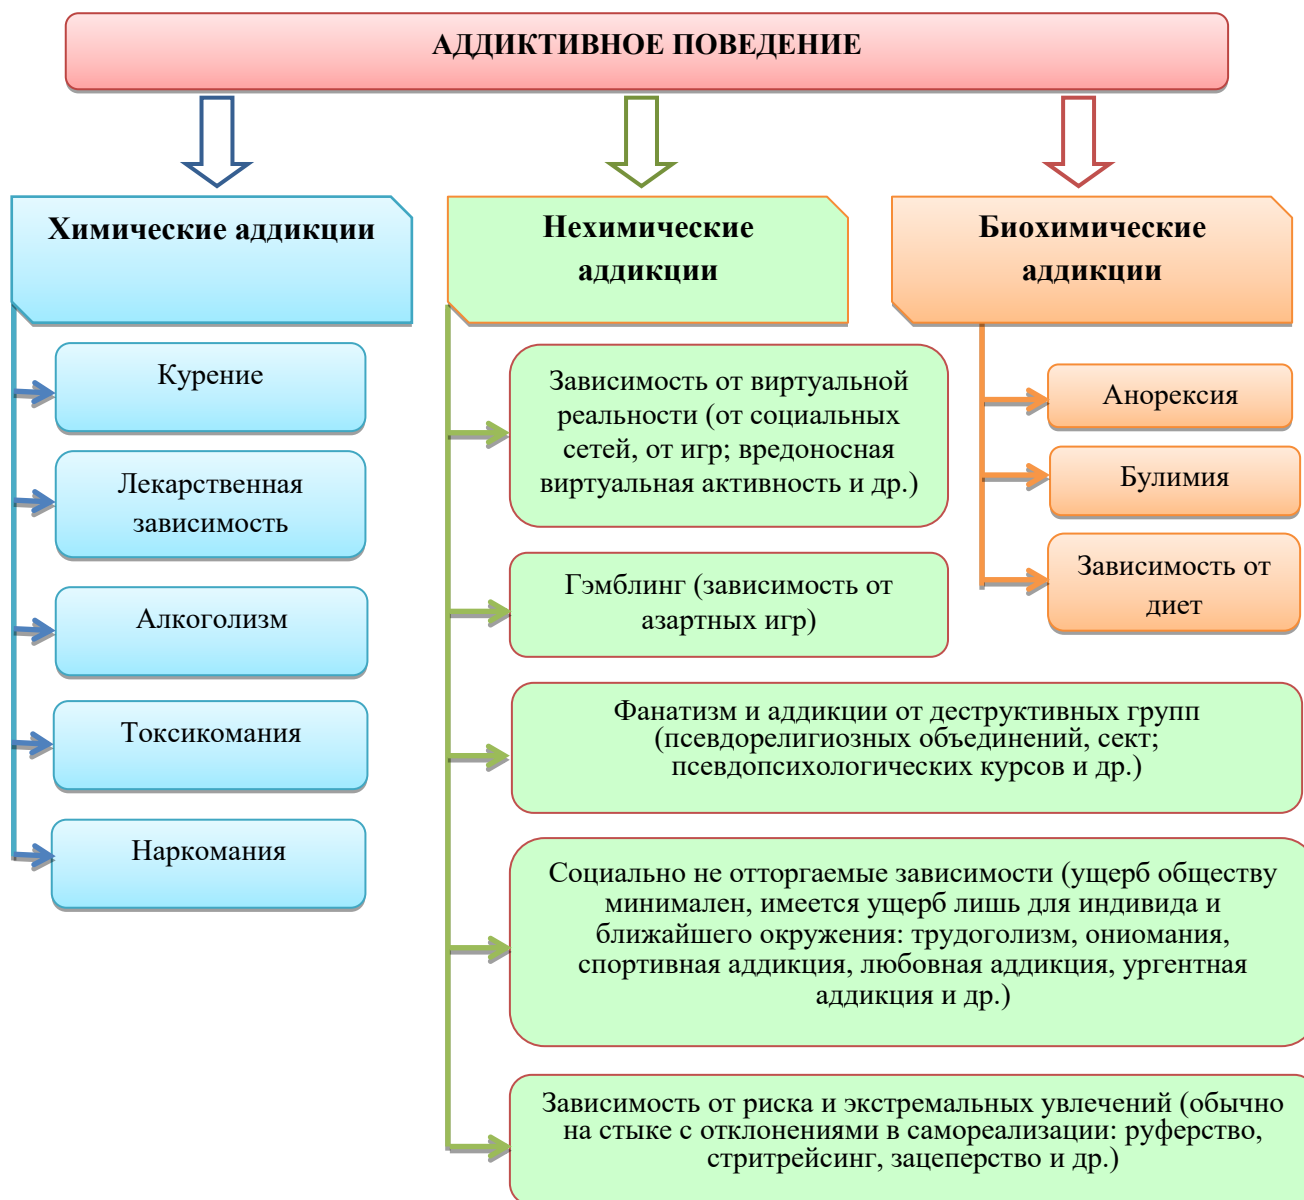 АДДИКТИВНОЕ ПОВЕДЕНИЕ
Химические аддикции
Курение
Лекарственная
зависимость
Алкоголизм
Токсикомания
Наркомания
Нехимические
аддикции
Зависимость от виртуальной
реальности (от социальных
сетей, от игр; вредоносная
виртуальная активность и др.)
Гэмблинг (зависимость от
азартных игр)
Фанатизм и аддикции от деструктивных групп
(псевдорелигиозных объединений, сект;
псевдопсихологических курсов и др.)
Социально не отторгаемые зависимости (ущерб обществу
минимален, имеется ущерб лишь для индивида и
ближайшего окружения: трудоголизм, ониомания,
спортивная аддикция, любовная аддикция, ургентная
аддикция и др.)
Зависимость от риска и экстремальных увлечений (обычно
на стыке с отклонениями в самореализации: руферство,
стритрейсинг, зацеперство и др.)
Биохимические
аддикции
Анорексия
Булимия
Зависимость от
диет